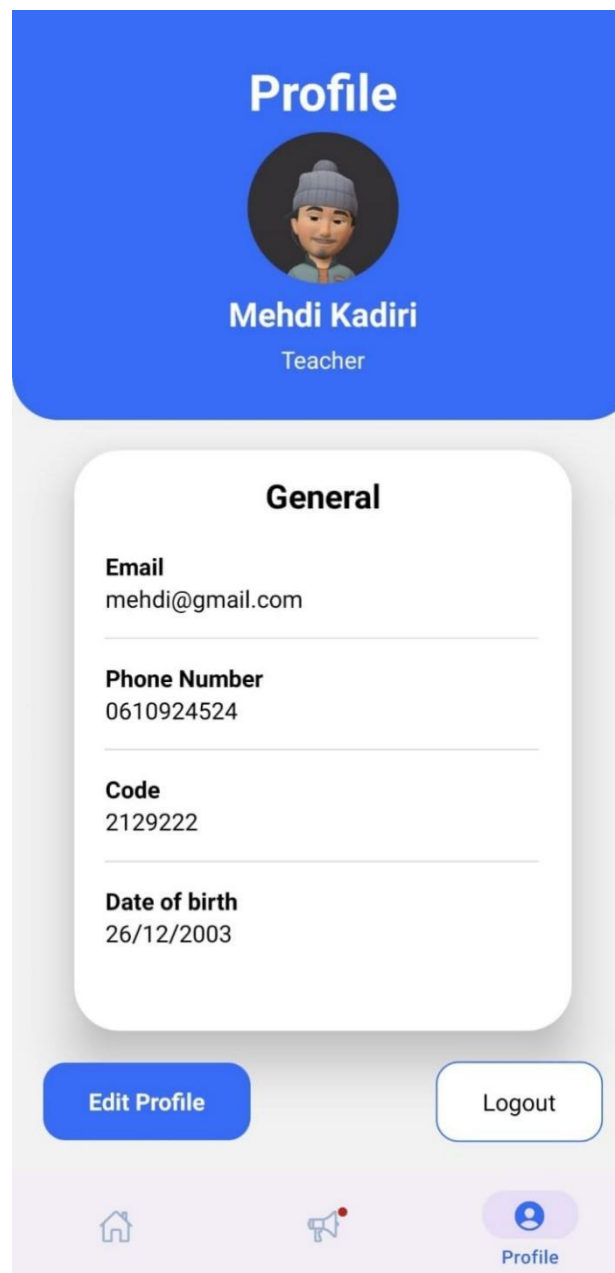 Profile
Mehdi Kadiri
Teacher
General
Email
mehdi@gmail.com
Phone Number
0610924524
Code
2129222
Date of birth
26/12/2003
Edit Profile
Logout
Profile